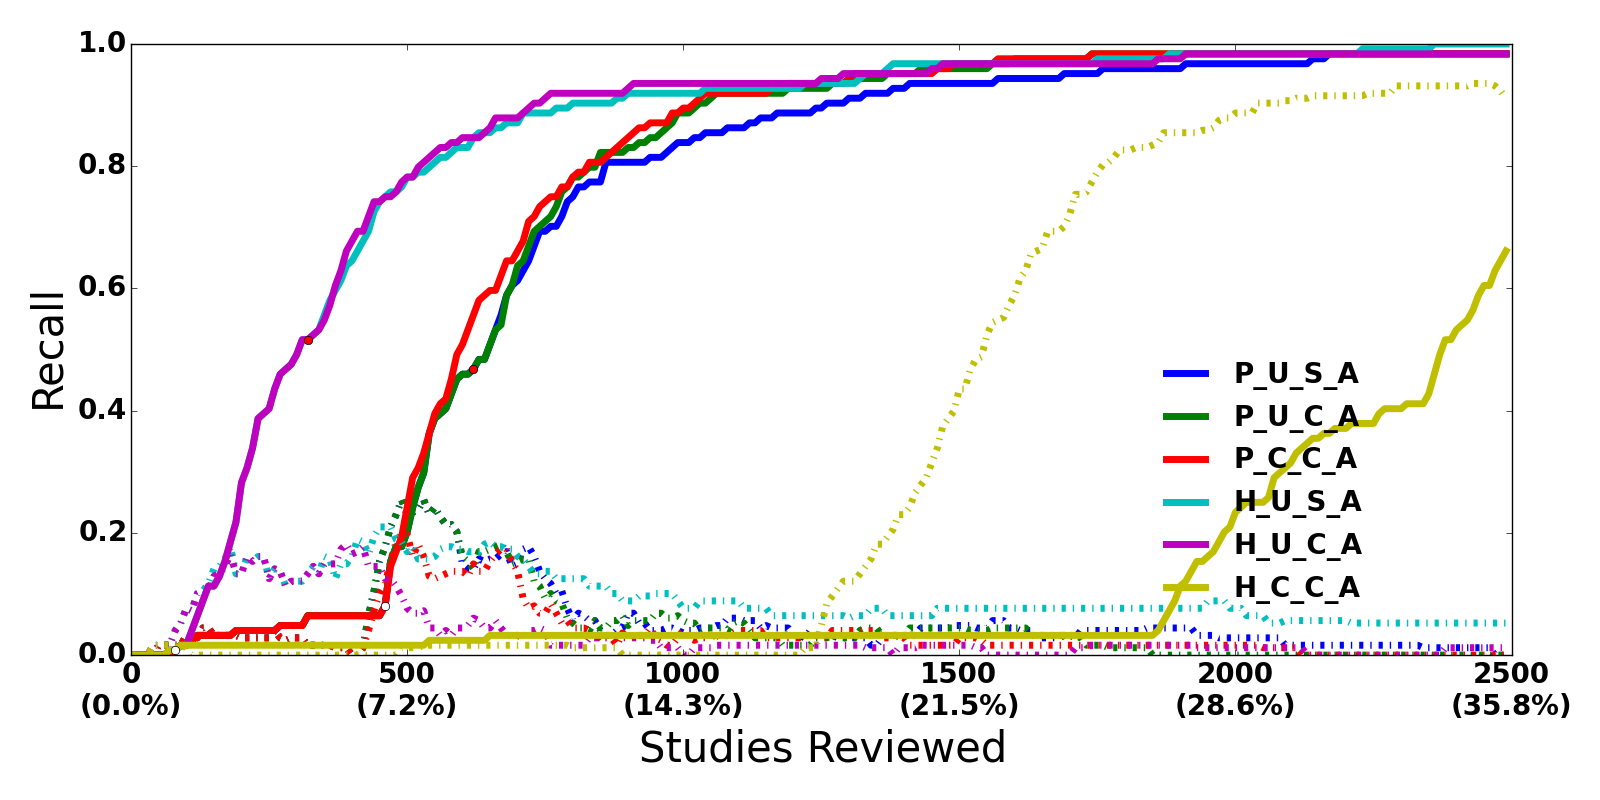 1.0
0.8
0.6
0.4
0.2
0.0
Recall
P_U_S_A
P_U_C_A
P_C_C_A
H_U_S_A
H_U_C_A
H_C_C_A
0 500 1000 1500 2000 2500
(0.0%) (7.2%) (14.3%) (21.5%) (28.6%) (35.8%)
Studies Reviewed